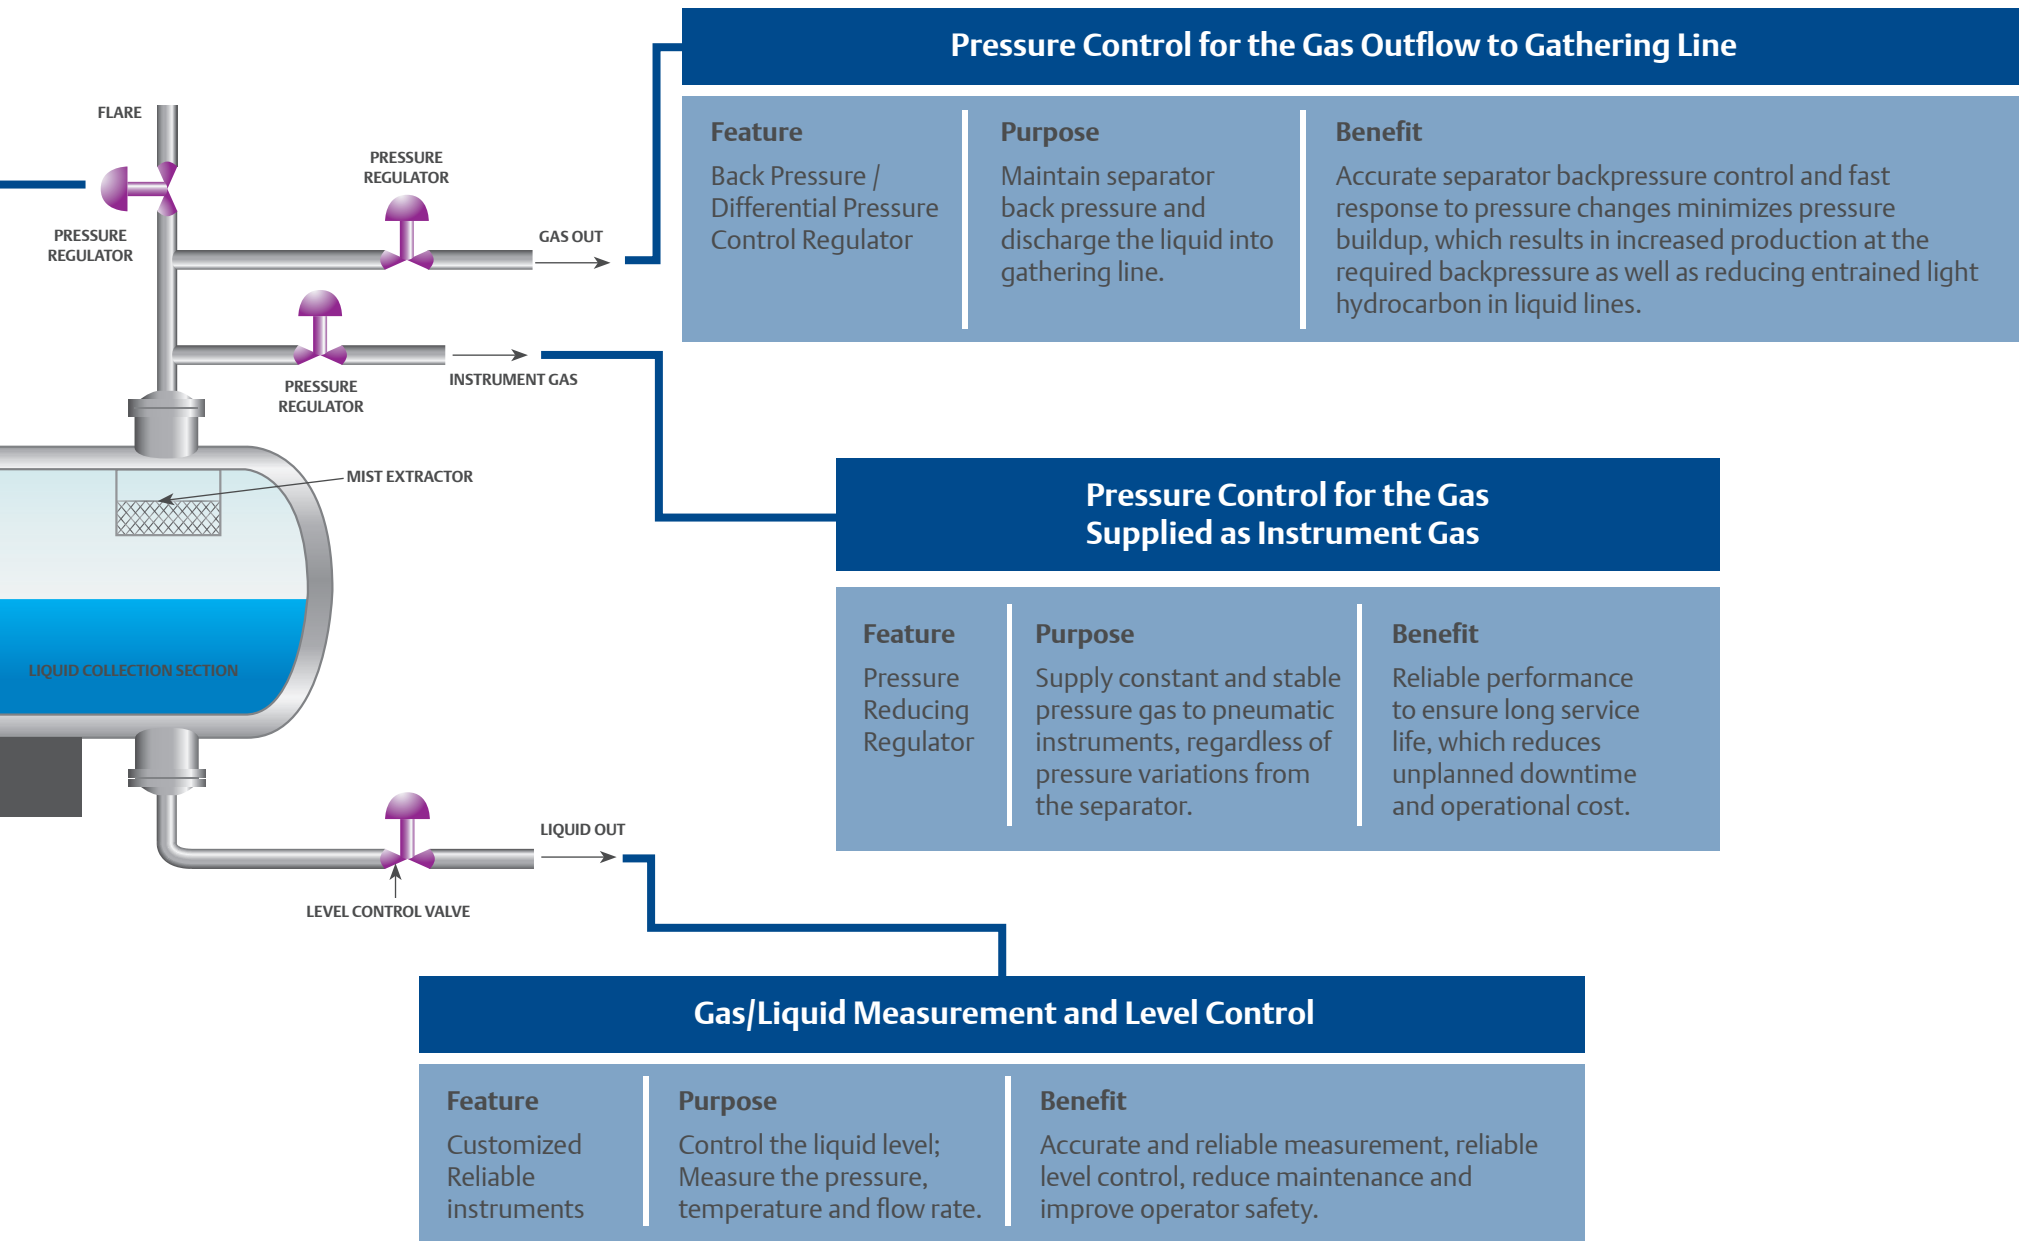 Pressure Control for the Gas Outflow to Gathering Line
Feature
Back Pressure /
Differential Pressure
Control Regulator
Purpose
Maintain separator
back pressure and
discharge the liquid into
gathering line.
Benefit
Accurate separator backpressure control and fast
response to pressure changes minimizes pressure
buildup, which results in increased production at the
required backpressure as well as reducing entrained light
hydrocarbon in liquid lines.
FLARE
PRESSURE
REGULATOR
PRESSURE
REGULATOR
GAS OUT
PRESSURE
REGULATOR
INSTRUMENT GAS
MIST EXTRACTOR
LIQUID COLLECTION SECTION
Pressure Control for the Gas
Supplied as Instrument Gas
Feature
Pressure
Reducing
Regulator
Purpose
Supply constant and stable
pressure gas to pneumatic
instruments, regardless of
pressure variations from
the separator.
Benefit
Reliable performance
to ensure long service
life, which reduces
unplanned downtime
and operational cost.
LIQUID OUT
LEVEL CONTROL VALVE
Gas/Liquid Measurement and Level Control
Feature
Customized
Reliable
instruments
Purpose
Control the liquid level;
Measure the pressure,
temperature and flow rate.
Benefit
Accurate and reliable measurement, reliable
level control, reduce maintenance and
improve operator safety.